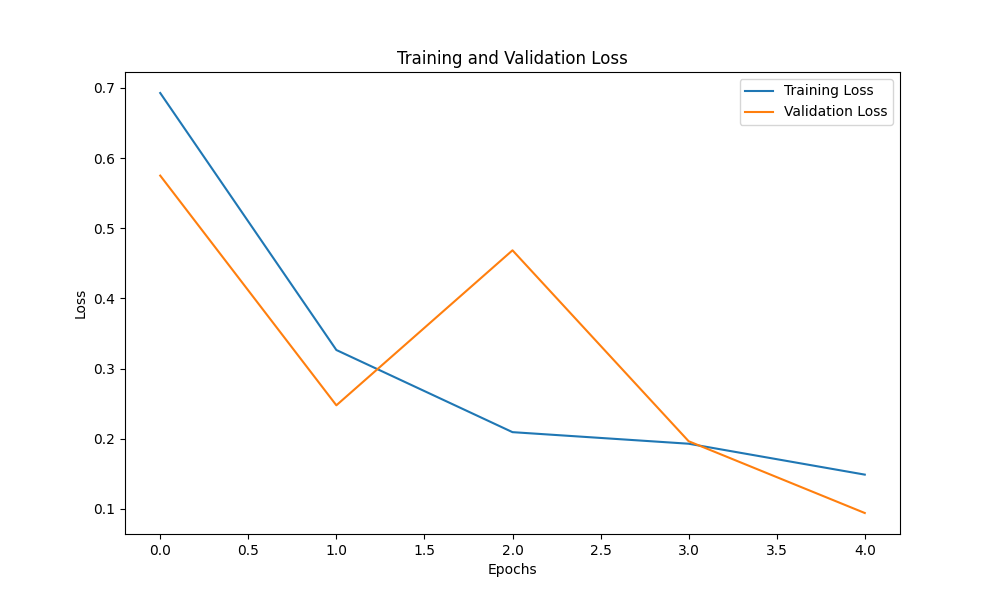 Training and Validation Loss
Training Loss
Validation Loss
0.7
0.6
0.5
0.4
0.3
0.2
0.1
Loss
0.0 0.5 1.0 1.5 2.0 2.5 3.0 3.5 4.0
Epochs